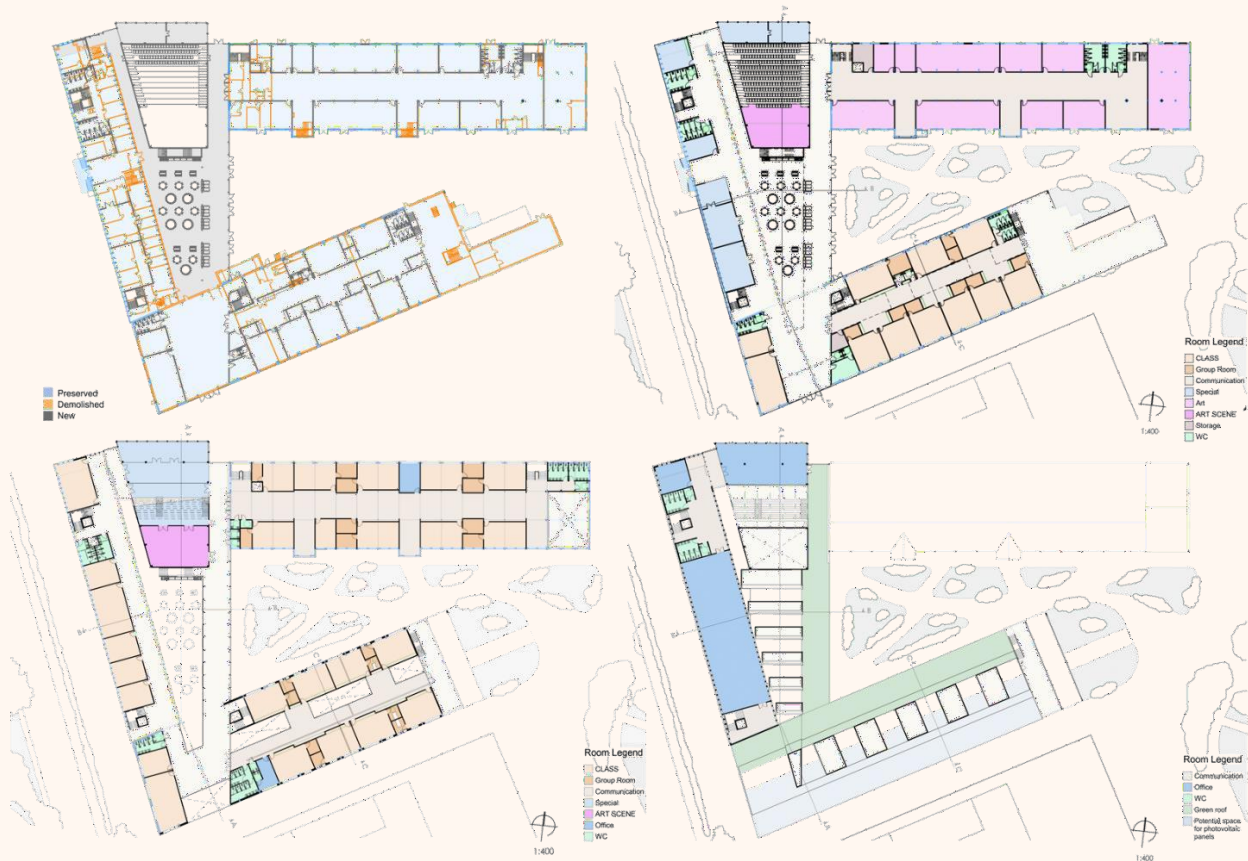 Preserved
Demolished
New
Room Legend
CLASS
Group Room
Communication
Special
Art
ART SCENE
Storage
WC
1:400
Room Legend
CLASS
Group Room
Communication
Special
ART SCENE
Office
WC
1:400
Room Legend
Communication
Office
WC
Green roof
Potential space
for photovoltaic
panels
1:400